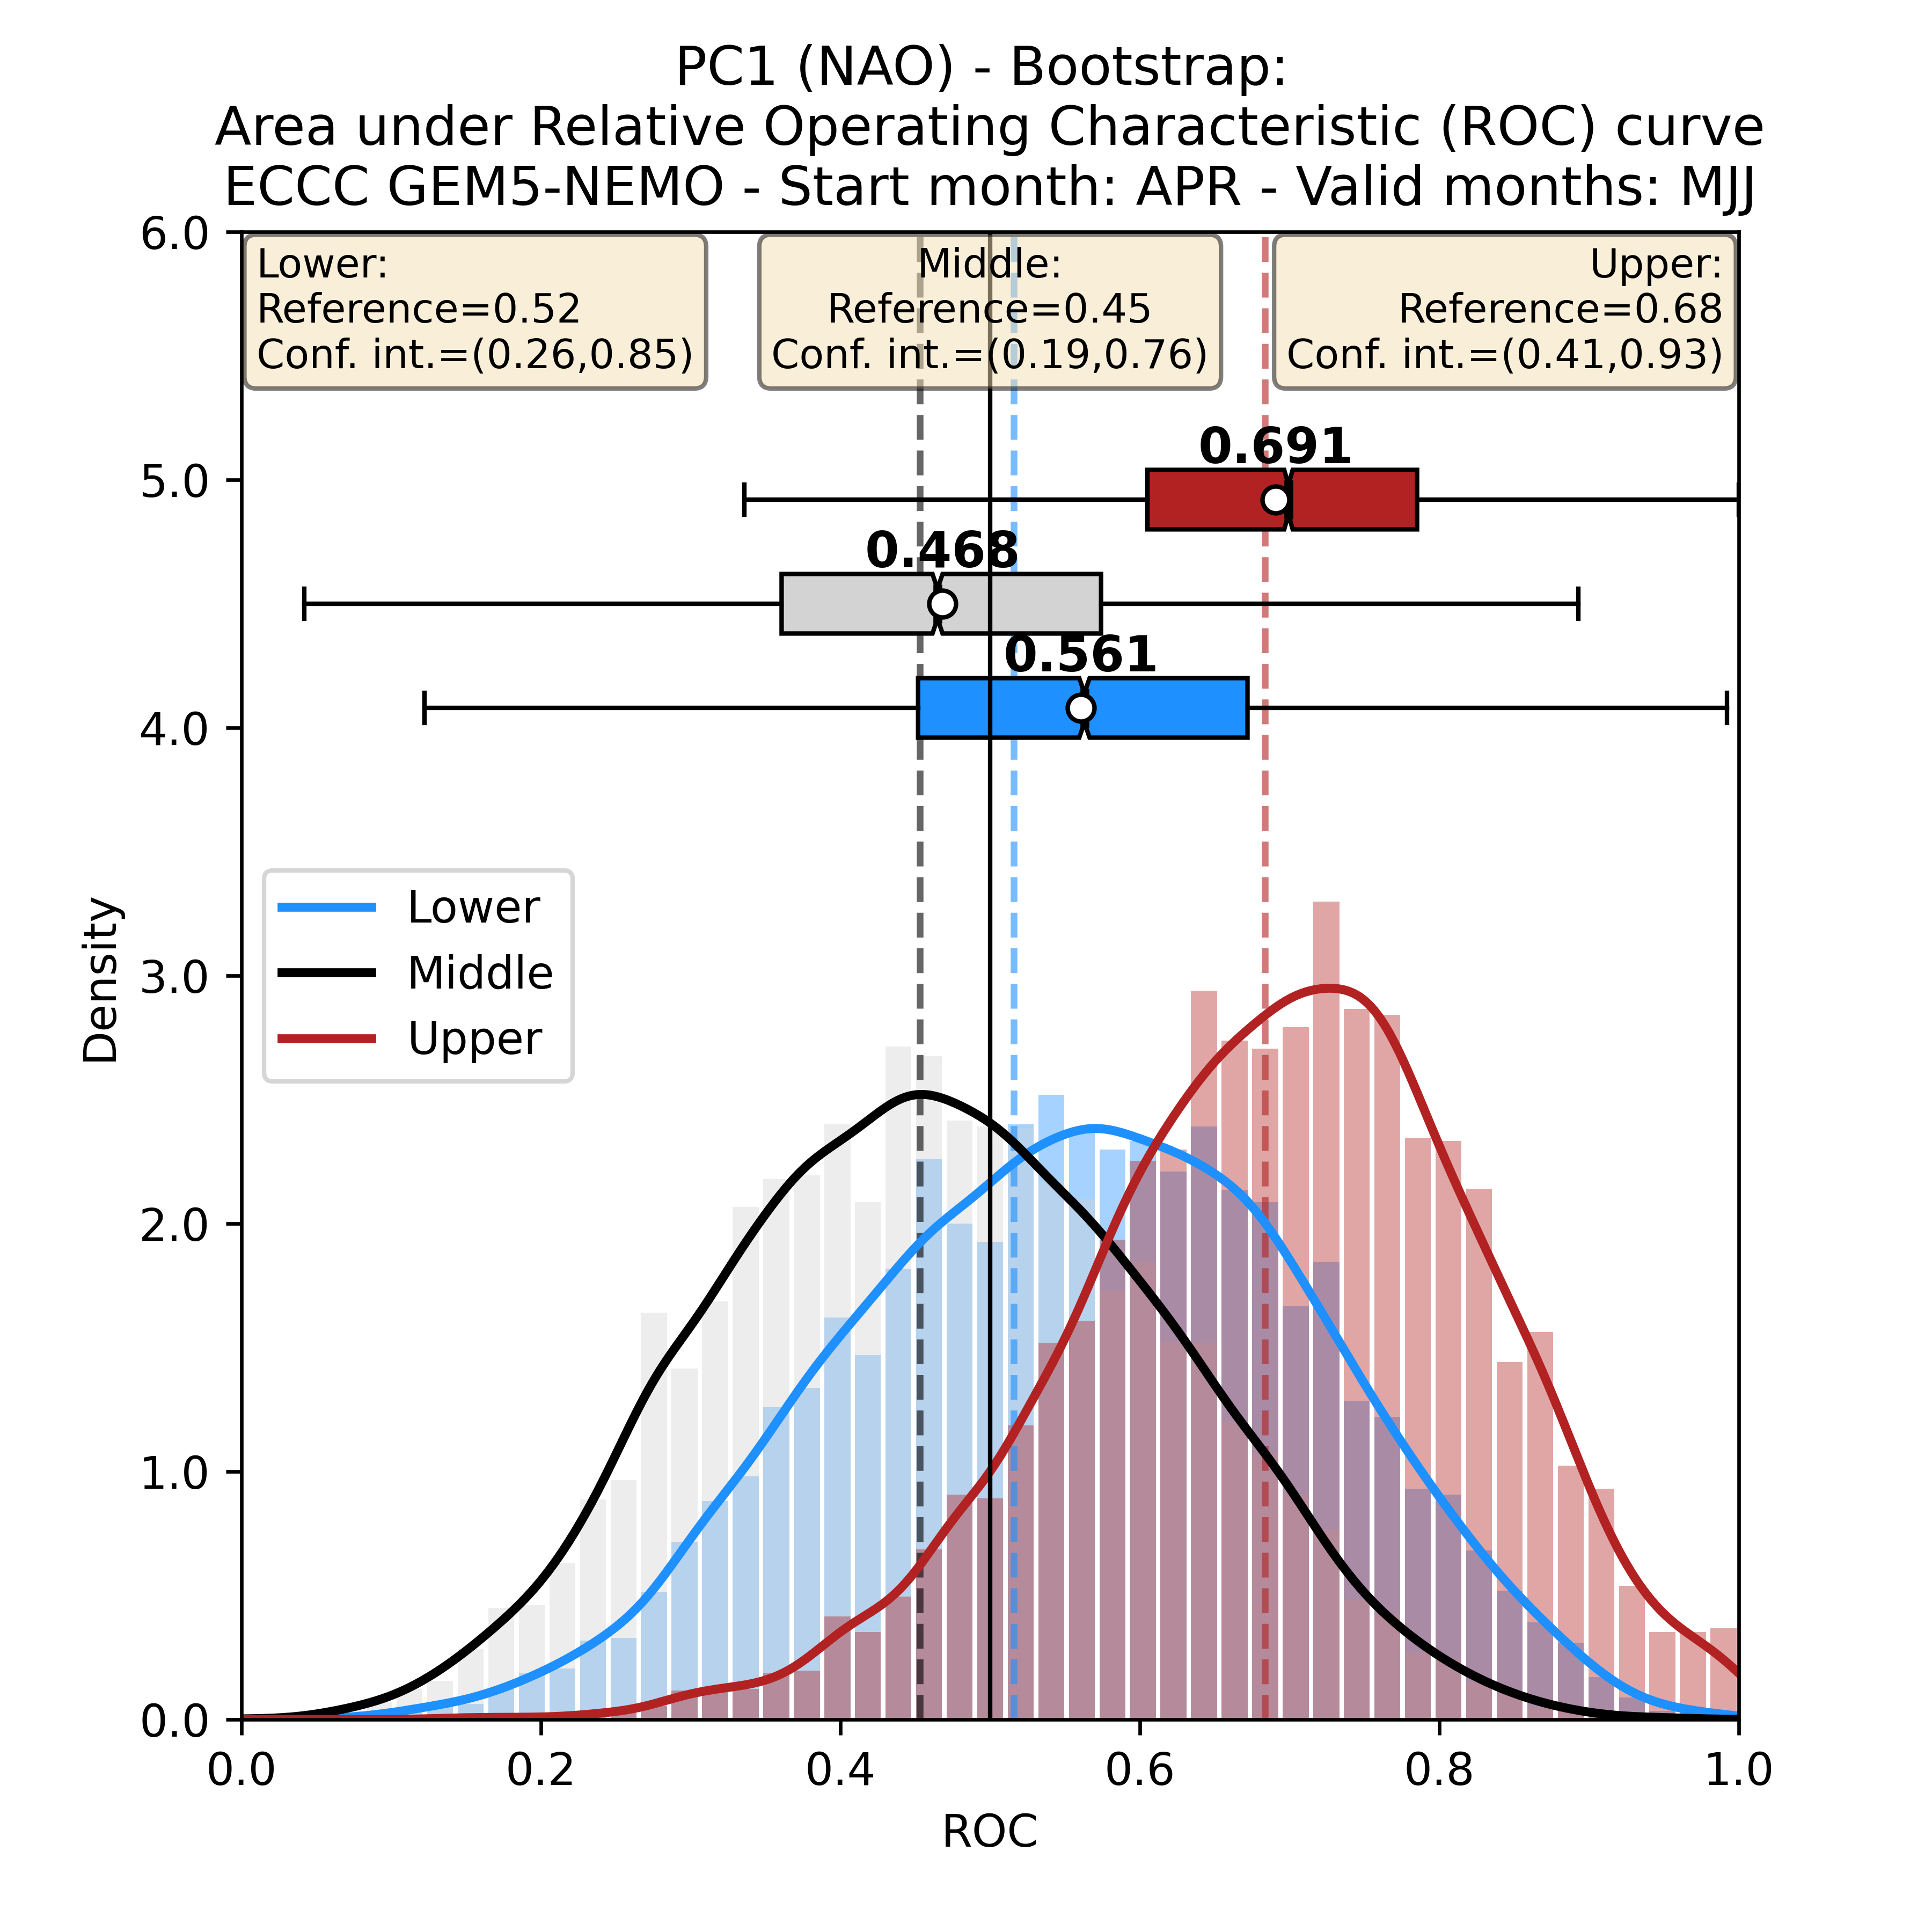 PC1 (NAO) - Bootstrap:
Area under Relative Operating Characteristic (ROC) curve
ECCC GEM5-NEMO - Start month: APR - Valid months: MJJ
6.0
Lower:
Reference=0.52
Conf. int.=(0.26,0.85)
Middle:
Reference=0.45
Conf. int.=(0.19,0.76)
Upper:
Reference=0.68
Conf. int.=(0.41,0.93)
0.691
5.0
0.468
0.561
4.0
Lower
Middle
Upper
Density
3.0
2.0
1.0
0.0
0.0
0.2
0.4
0.6
0.8
1.0
ROC